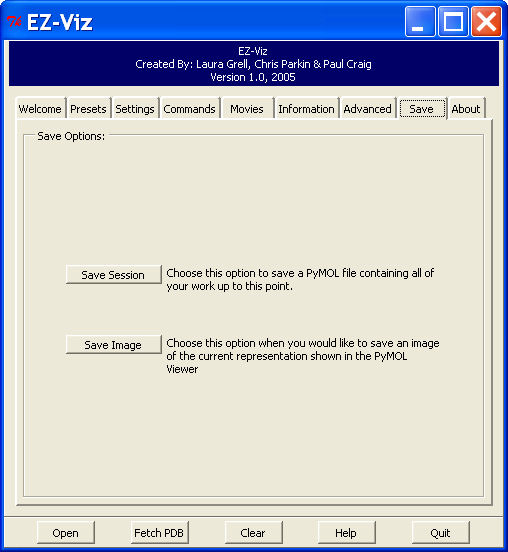 EZ-Viz
EZ-Viz
Created By: Laura Grell, Chris Parkin & Paul Craig
Version 1.0, 2005
Welcome Presets Settings Commands Movies Information Advanced Save About
Save Options:
Save Session
Choose this option to save a PyMOL file containing all of
your work up to this point.
Save Image
Choose this option when you would like to save an image
of the current representation shown in the PyMOL
Viewer
Open Fetch PDB Clear Help Quit